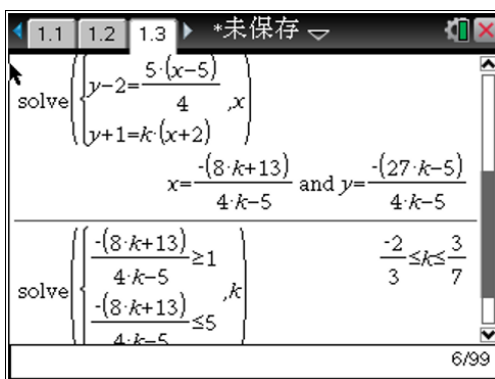 1.1 1.2 1.3 *未保存
solve({y-2=5·(x-5)/4, y+1=k·(x+2)},x)
x=-(8·k+13)/(4·k-5) and y=-(27·k-5)/(4·k-5)
solve({-(8·k+13)/(4·k-5)≥1, -(8·k+13)/(4·k-5)≤5},k) -2/3≤k≤3/7
6/99